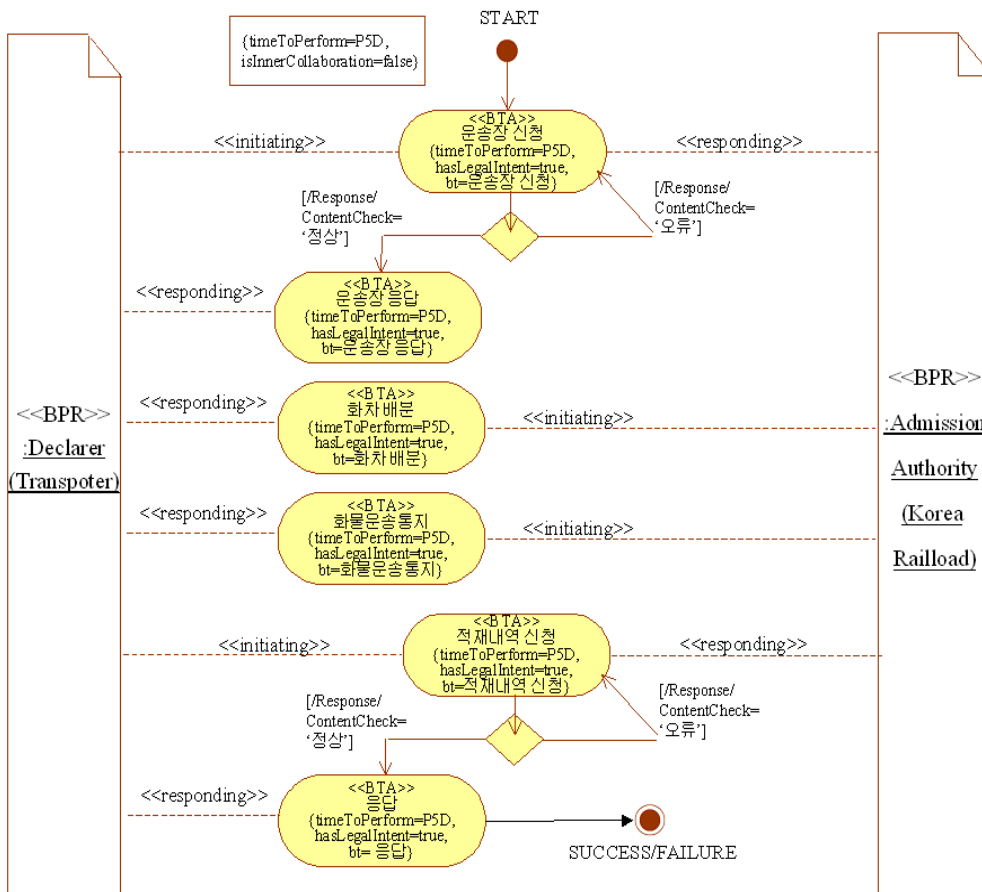 START
{timeToPerform=P5D,
isInnerCollaboration=false}
<<BTA>>
운송장 신청
{timeToPerform=P5D,
hasLegalIntent=true,
bt=운송장 신청}
<<initiating>>
<<responding>>
[/Response/
ContentCheck=
‘정상’]
[/Response/
ContentCheck=
‘오류’]
<<responding>>
<<BTA>>
운송장 응답
{timeToPerform=P5D,
hasLegalIntent=true,
bt=운송장 응답}
<<BPR>>
:Declarer
(Transpoter)
<<BPR>>
:Admission
Authority
(Korea
Railload)
<<responding>>
<<BTA>>
화차 배분
{timeToPerform=P5D,
hasLegalIntent=true,
bt=화차 배분}
<<initiating>>
<<responding>>
<<BTA>>
화물운송통지
{timeToPerform=P5D,
hasLegalIntent=true,
bt=화물운송통지}
<<initiating>>
<<initiating>>
<<BTA>>
적재내역 신청
{timeToPerform=P5D,
hasLegalIntent=true,
bt=적재내역 신청}
<<responding>>
[/Response/
ContentCheck=
‘정상’]
[/Response/
ContentCheck=
‘오류’]
<<responding>>
<<BTA>>
응답
{timeToPerform=P5D,
hasLegalIntent=true,
bt= 응답}
SUCCESS/FAILURE